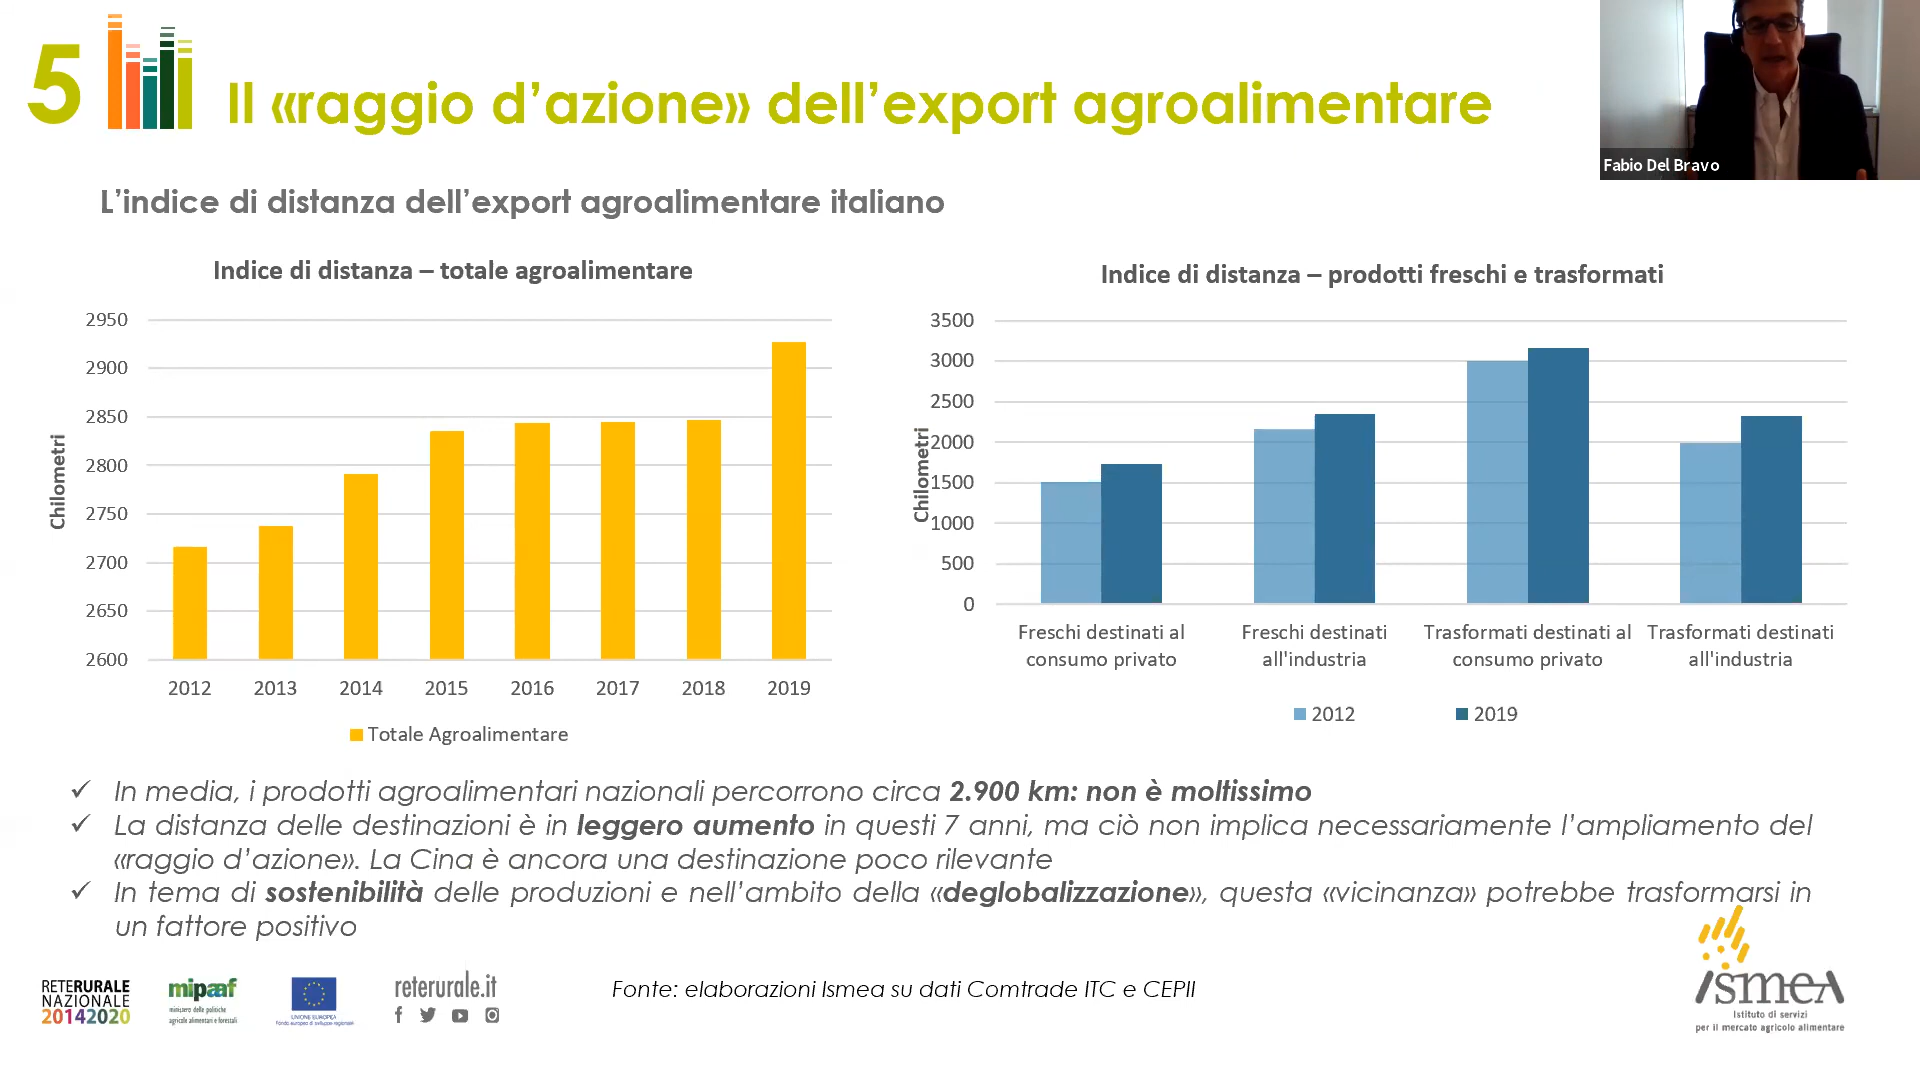 5
Il «raggio d’azione» dell’export agroalimentare
Fabio Del Bravo
L’indice di distanza dell’export agroalimentare italiano
Indice di distanza – totale agroalimentare
2950
2900
2850
2800
2750
2700
2650
2600
Chilometri
2012 2013 2014 2015 2016 2017 2018 2019
Totale Agroalimentare
Indice di distanza – prodotti freschi e trasformati
3500
3000
2500
2000
1500
1000
500
0
Chilometri
Freschi destinati al consumo privato
Freschi destinati all'industria
Trasformati destinati al consumo privato
Trasformati destinati all'industria
2012 2019
✓ In media, i prodotti agroalimentari nazionali percorrono circa 2.900 km: non è moltissimo
✓ La distanza delle destinazioni è in leggero aumento in questi 7 anni, ma ciò non implica necessariamente l’ampliamento del
«raggio d’azione». La Cina è ancora una destinazione poco rilevante
✓ In tema di sostenibilità delle produzioni e nell’ambito della «deglobalizzazione», questa «vicinanza» potrebbe trasformarsi in
un fattore positivo
RETERURALE
NAZIONALE
20142020
mipaaf
ministero delle politiche
agricole alimentari e forestali
UNIONE EUROPEA
Fondo europeo di sviluppo regionale
reterurale.it
Fonte: elaborazioni Ismea su dati Comtrade ITC e CEPII
ismea
Istituto di servizi
per il mercato agricolo alimentare